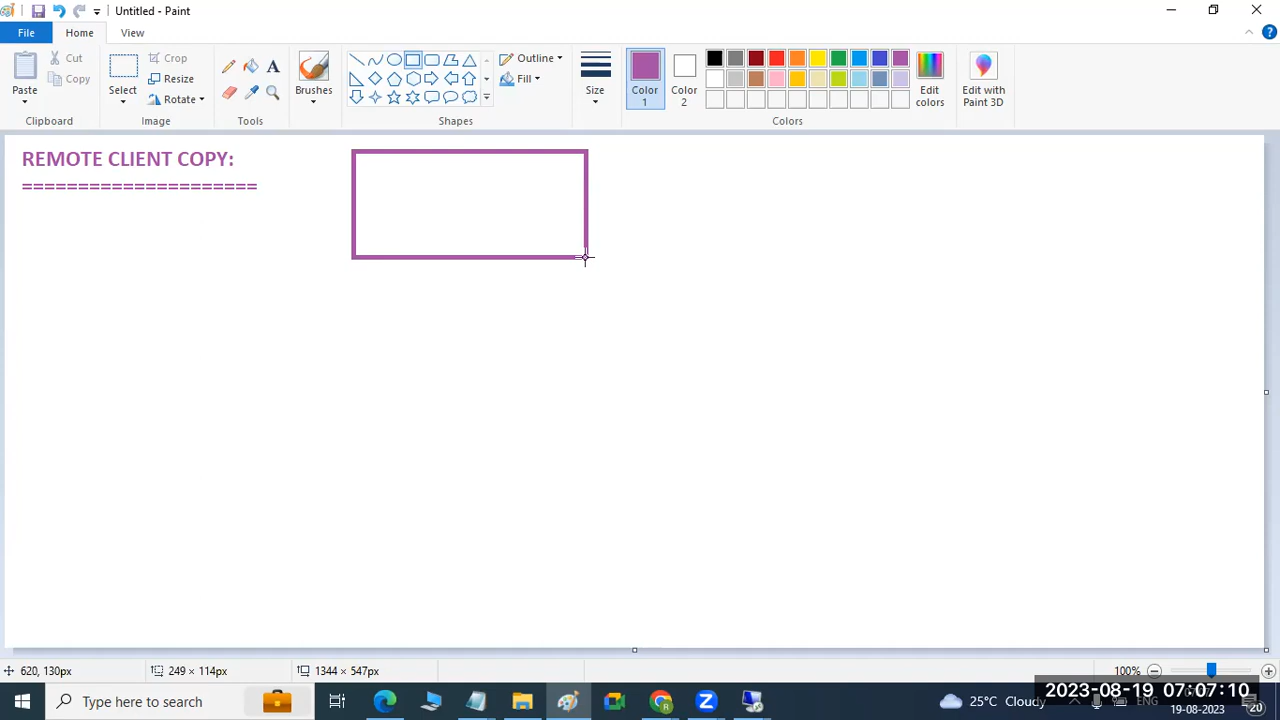 Untitled - Paint
File
Home
View
Paste
Cut
Copy
Clipboard
Select
Crop
Resize
Rotate
Image
A
Tools
Brushes
Outline
Fill
Shapes
Size
Color
1
Color
2
Edit
colors
Colors
Edit with
Paint 3D
REMOTE CLIENT COPY:
=====================
620, 130px
249 × 114px
1344 × 547px
100%
Type here to search
25°C Cloudy
ENG
2023-08-19 07:07:10
19-08-2023
20